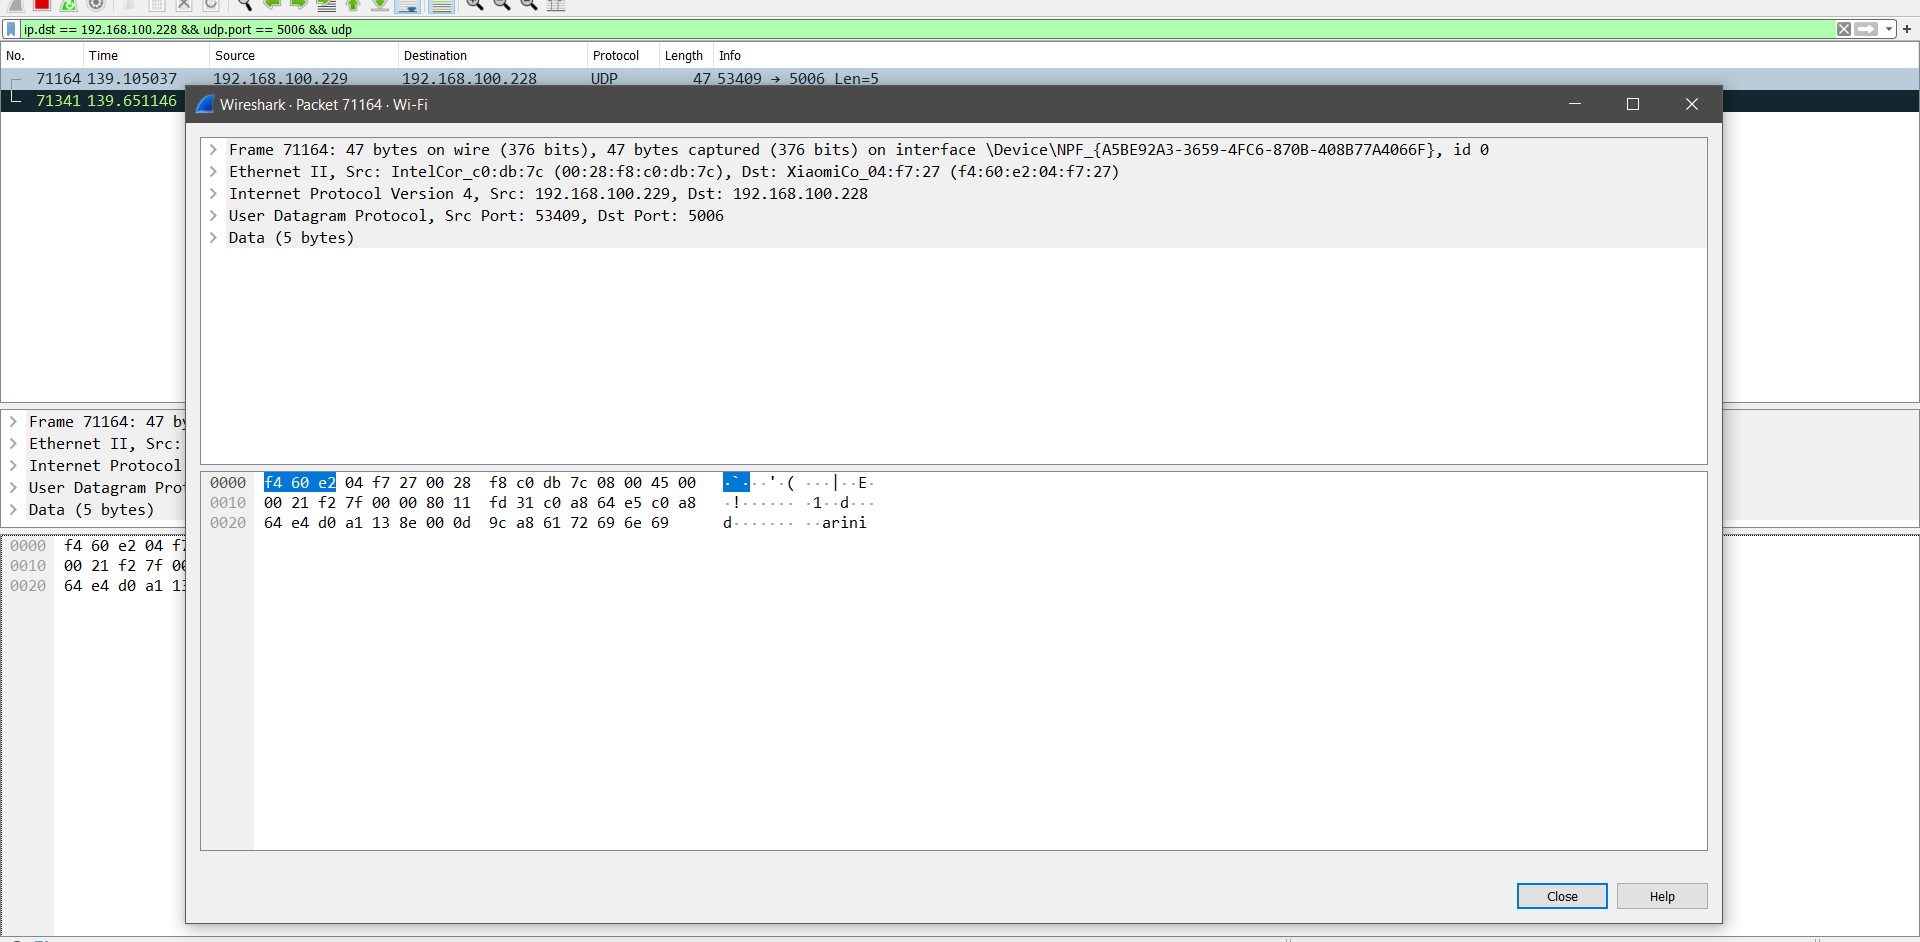 ip.dst == 192.168.100.228 && udp.port == 5006 && udp
No. Time Source Destination Protocol Length Info
71164 139.105037 192.168.100.229 192.168.100.228 UDP 47 53409 → 5006 Len=5
71341 139.651146
Wireshark · Packet 71164 · Wi-Fi
Frame 71164: 47 bytes on wire (376 bits), 47 bytes captured (376 bits) on interface \Device\NPF_{A5BE92A3-3659-4FC6-870B-408B77A4066F}, id 0
Ethernet II, Src: IntelCor_c0:db:7c (00:28:f8:c0:db:7c), Dst: XiaomiCo_04:f7:27 (f4:60:e2:04:f7:27)
Internet Protocol Version 4, Src: 192.168.100.229, Dst: 192.168.100.228
User Datagram Protocol, Src Port: 53409, Dst Port: 5006
Data (5 bytes)
0000 f4 60 e2 04 f7 27 00 28 f8 c0 db 7c 08 00 45 00 ·`···'·( ···|··E·
0010 00 21 f2 7f 00 00 80 11 fd 31 c0 a8 64 e5 c0 a8 ·!······ ·1··d···
0020 64 e4 d0 a1 13 8e 00 0d 9c a8 61 72 69 6e 69 d······· ··arini
Close Help
Frame 71164: 47 by
Ethernet II, Src:
Internet Protocol
User Datagram Pro
Data (5 bytes)
0000 f4 60 e2 04 f7
0010 00 21 f2 7f 00
0020 64 e4 d0 a1 13